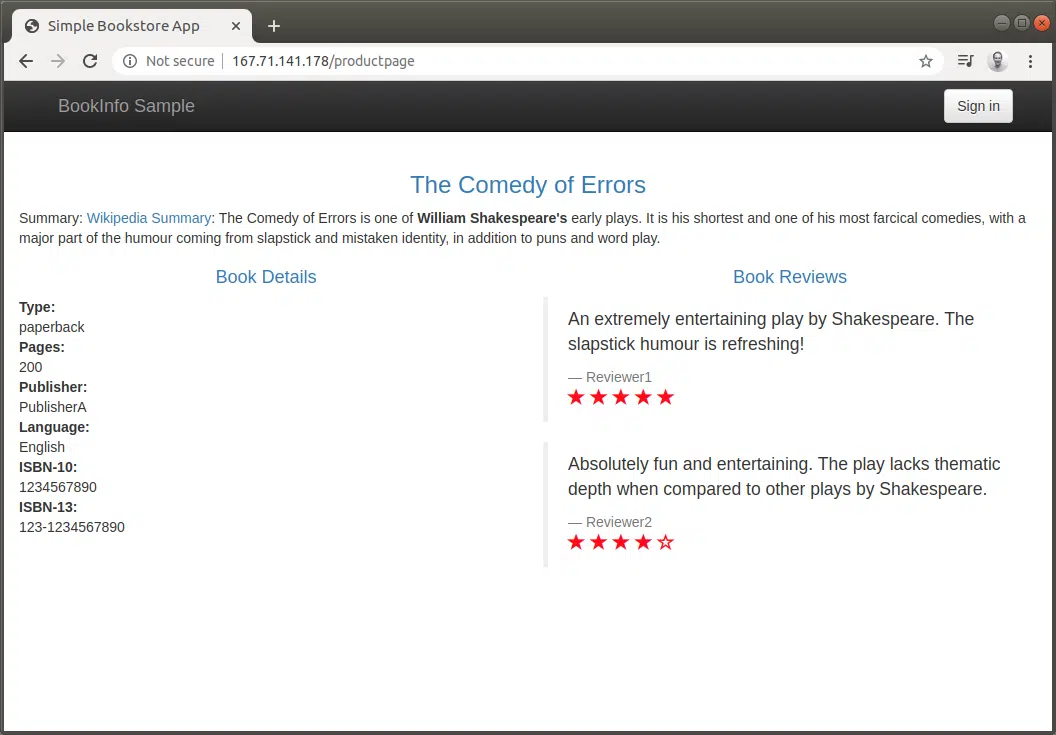 Simple Bookstore App
Not secure
167.71.141.178/productpage
BookInfo Sample
Sign in
The Comedy of Errors
Summary: Wikipedia Summary: The Comedy of Errors is one of William Shakespeare's early plays. It is his shortest and one of his most farcical comedies, with a
major part of the humour coming from slapstick and mistaken identity, in addition to puns and word play.
Book Details
Type:
paperback
Pages:
200
Publisher:
PublisherA
Language:
English
ISBN-10:
1234567890
ISBN-13:
123-1234567890
Book Reviews
An extremely entertaining play by Shakespeare. The
slapstick humour is refreshing!
— Reviewer1
Absolutely fun and entertaining. The play lacks thematic
depth when compared to other plays by Shakespeare.
— Reviewer2